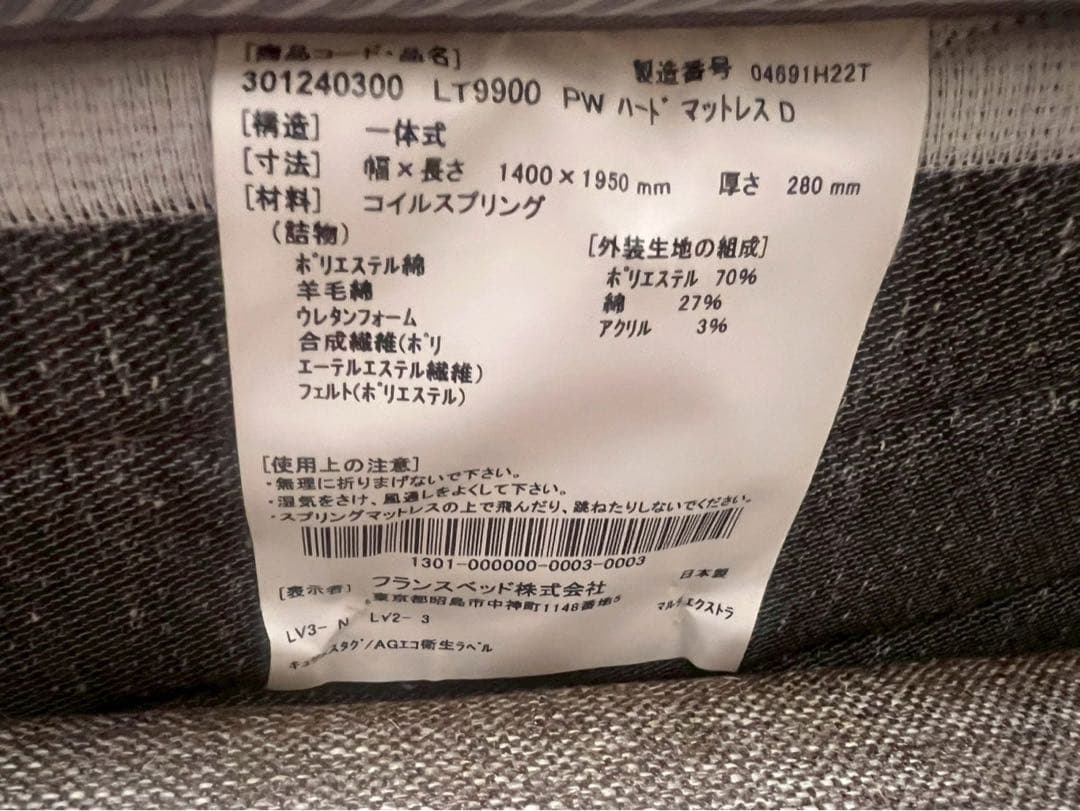 [商品コード・品名]
製造番号 04691H22T
301240300 LT9900 PW ハード マットレス D
[構造] 一体式
[寸法] 幅×長さ 1400×1950 mm 厚さ 280 mm
[材料] コイルスプリング
(詰物)
ポリエステル綿
羊毛綿
ウレタンフォーム
合成繊維(ポリ
エーテルエステル繊維)
フェルト(ポリエステル)
[外装生地の組成]
ポリエステル 70%
綿 27%
アクリル 3%
[使用上の注意]
・無理に折りまげないで下さい。
・湿気をさけ、風通しをよくして下さい。
・スプリングマットレスの上で飛んだり、跳ねたりしないでください。
1301-000000-0003-0003
[表示者] フランスベッド株式会社 日本製
東京都昭島市中神町1148番地5
LV3- N LV2- 3 エクストラ
/AGエコ衛生ラベル